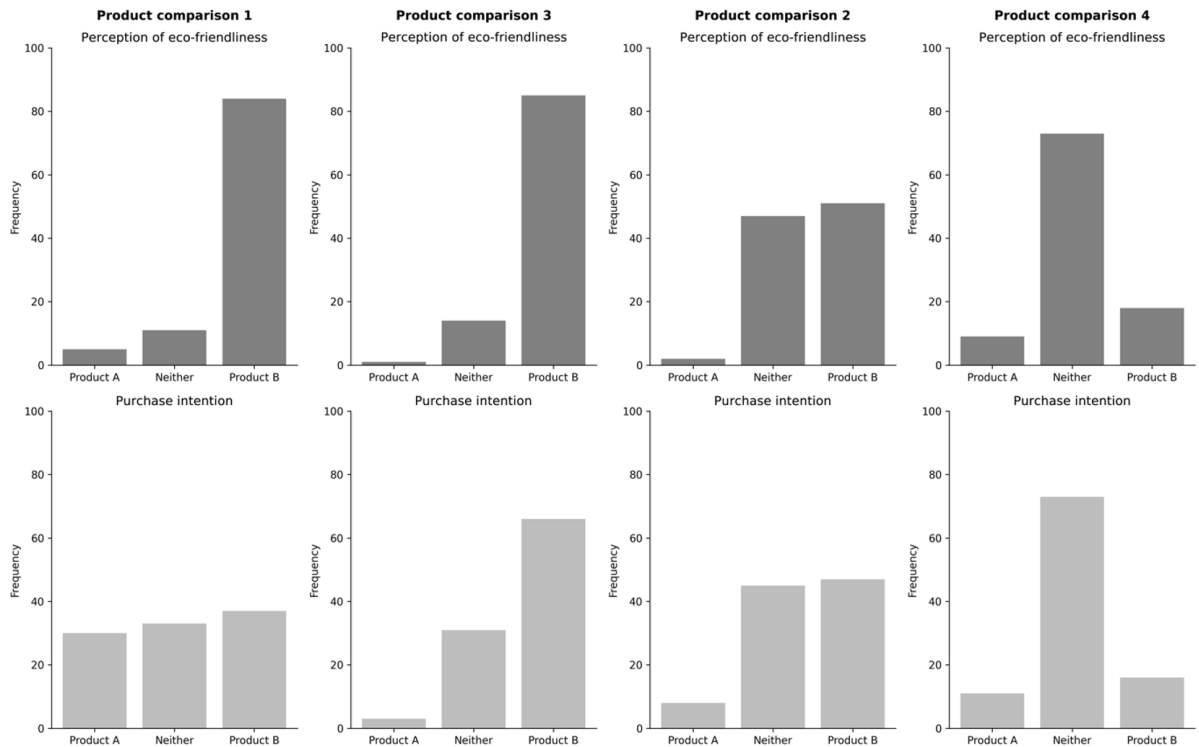 Product comparison 1
Perception of eco-friendliness
100
80
60
40
20
0
Frequency
Product A Neither Product B
Product comparison 3
Perception of eco-friendliness
100
80
60
40
20
0
Frequency
Product A Neither Product B
Product comparison 2
Perception of eco-friendliness
100
80
60
40
20
0
Frequency
Product A Neither Product B
Product comparison 4
Perception of eco-friendliness
100
80
60
40
20
0
Frequency
Product A Neither Product B
Purchase intention
100
80
60
40
20
0
Frequency
Product A Neither Product B
Purchase intention
100
80
60
40
20
0
Frequency
Product A Neither Product B
Purchase intention
100
80
60
40
20
0
Frequency
Product A Neither Product B
Purchase intention
100
80
60
40
20
0
Frequency
Product A Neither Product B